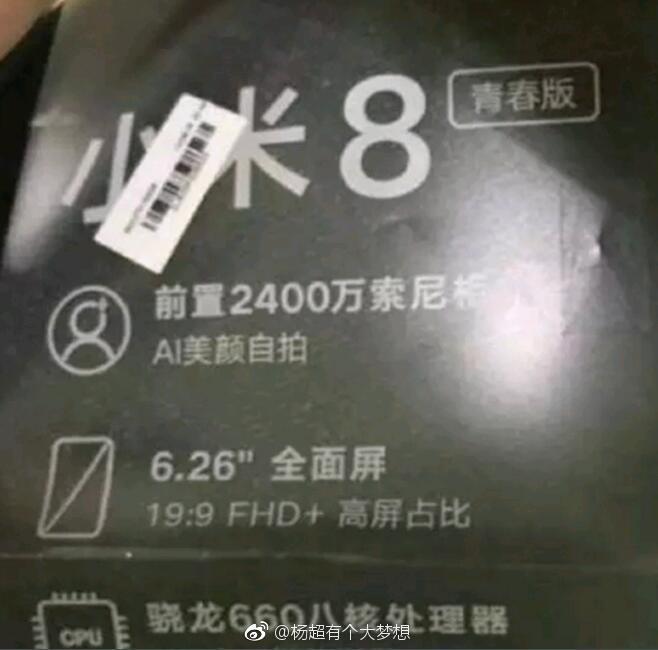 小米8 青春版
前置2400万索尼相
AI美颜自拍
6.26" 全面屏
19:9 FHD+ 高屏占比
骁龙660八核处理器
CPU
@杨超有个大梦想